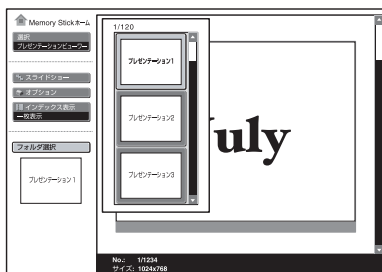 Memory Stickホーム
選択
プレゼンテーションビューワー
スライドショー
オプション
インデックス表示
一枚表示
フォルダ選択
プレゼンテーション1
1/120
プレゼンテーション1
プレゼンテーション2
プレゼンテーション3
uly
No.: 1/1234
サイズ: 1024x768